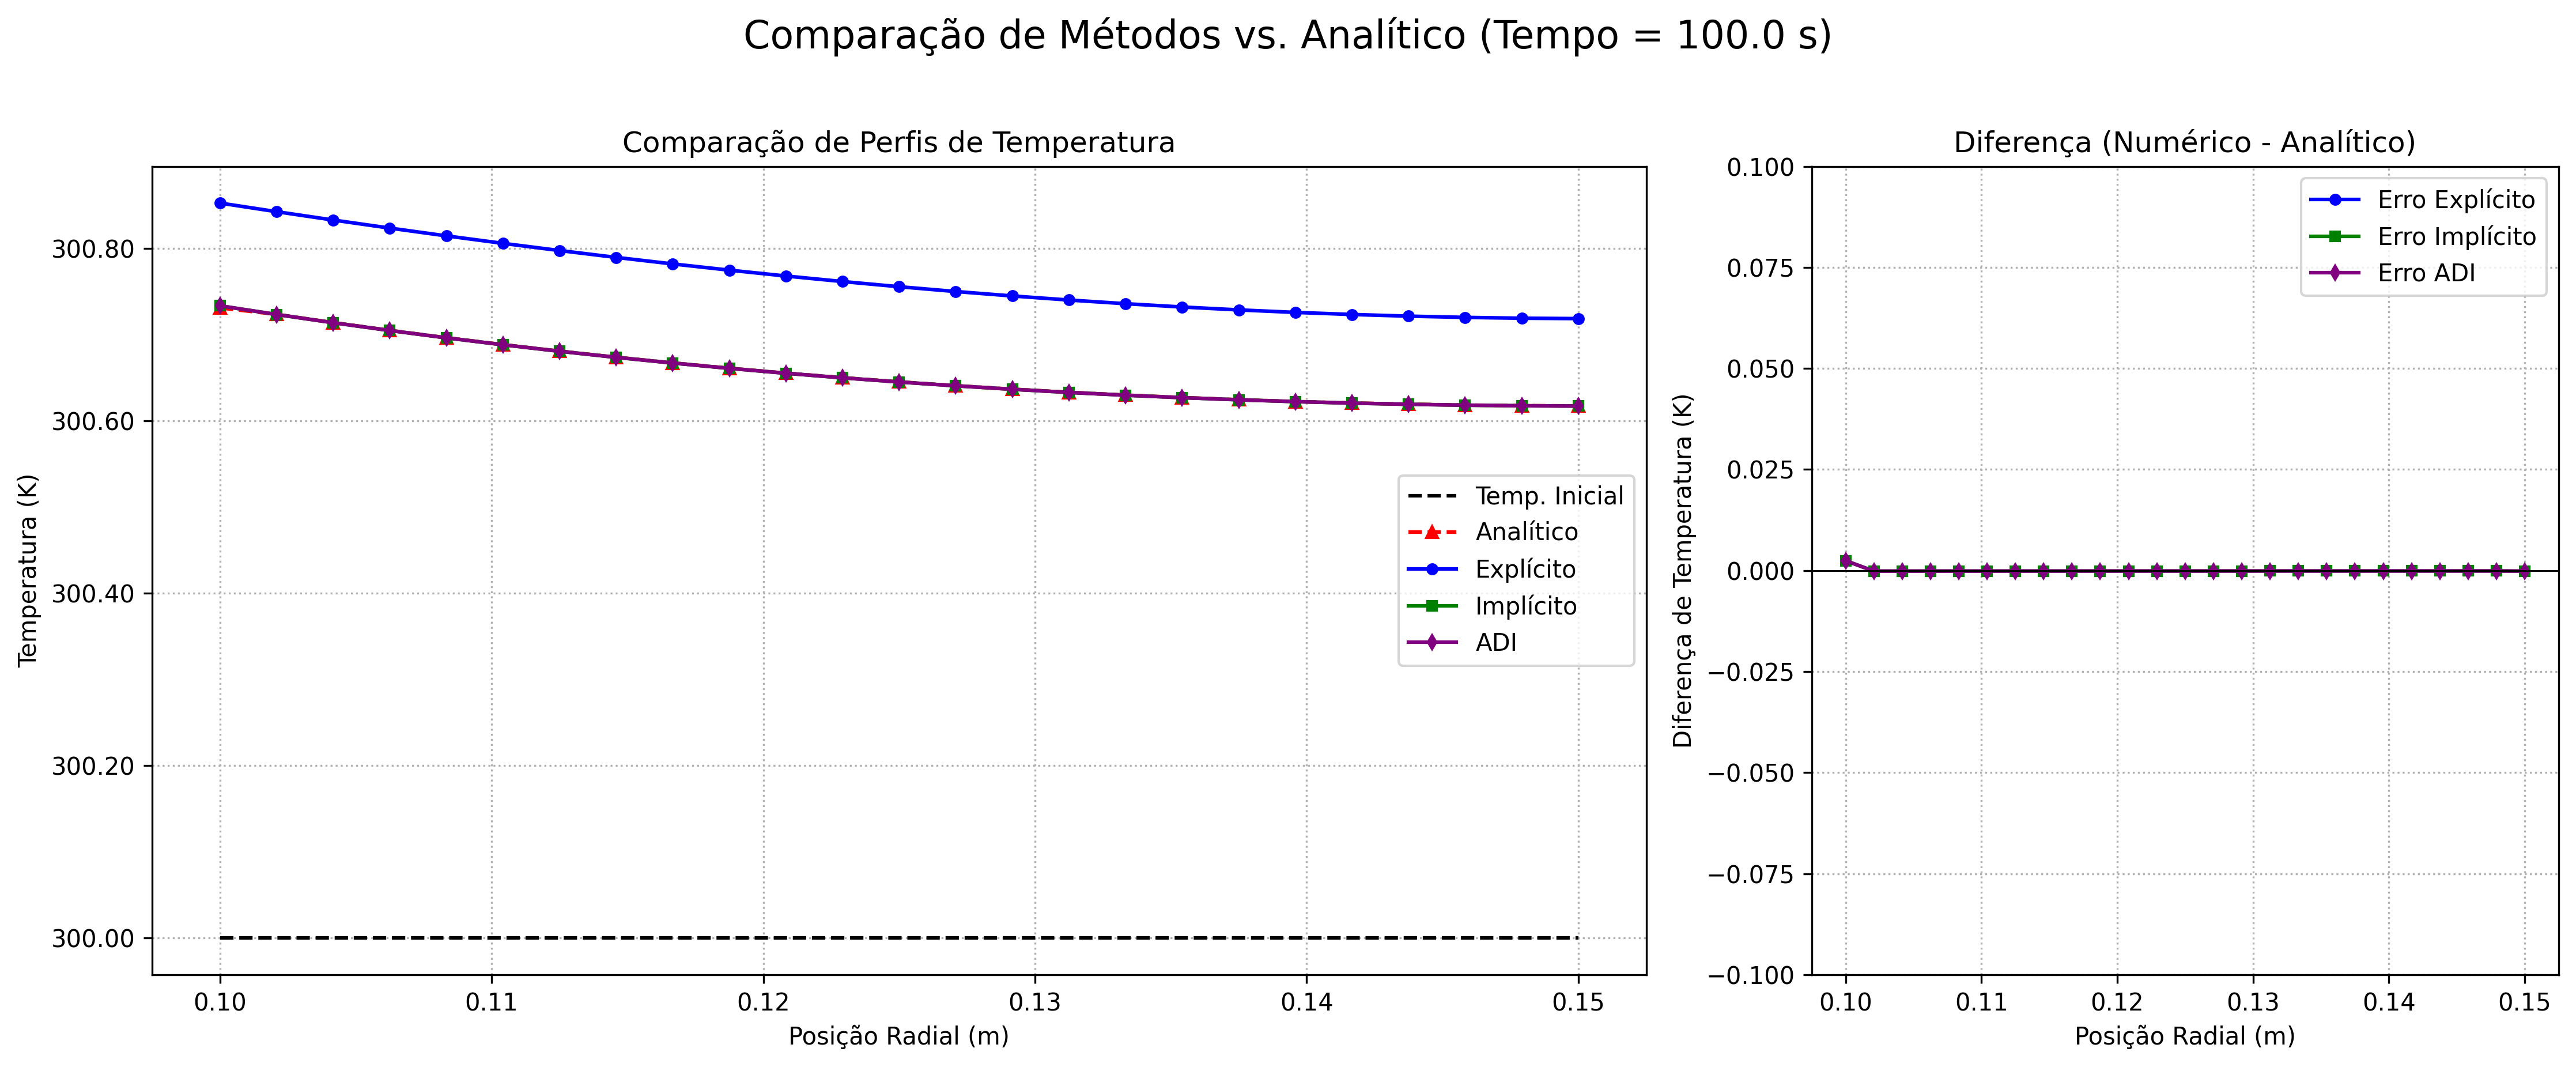 Comparação de Métodos vs. Analítico (Tempo = 100.0 s)
Comparação de Perfis de Temperatura
Temperatura (K)
300.80
300.60
300.40
300.20
300.00
0.10
0.11
0.12
0.13
0.14
0.15
Posição Radial (m)
Temp. Inicial
Analítico
Explícito
Implícito
ADI
Diferença (Numérico - Analítico)
Diferença de Temperatura (K)
0.100
0.075
0.050
0.025
0.000
−0.025
−0.050
−0.075
−0.100
0.10
0.11
0.12
0.13
0.14
0.15
Posição Radial (m)
Erro Explícito
Erro Implícito
Erro ADI